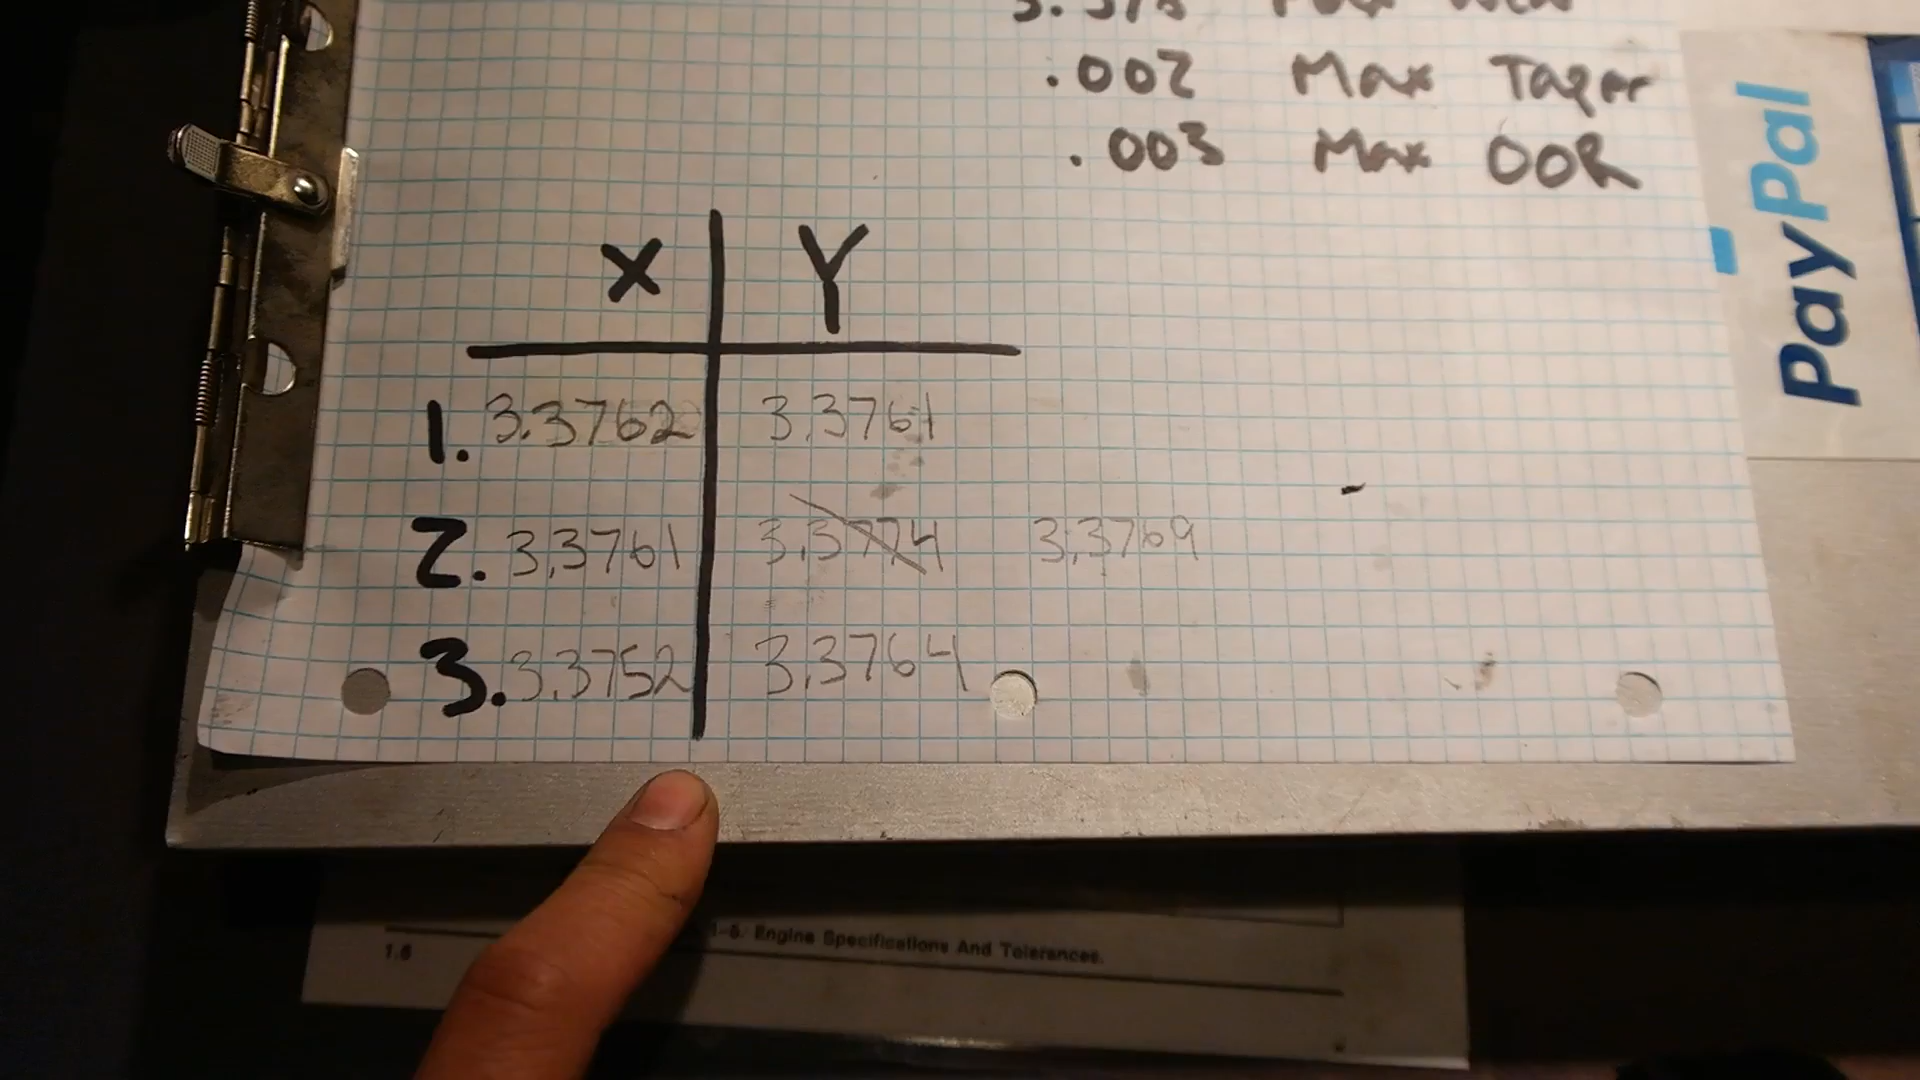 .002 Max Taper
.003 Max OOR
X Y
1. 3.3762 3.3761
2. 3.3761 3.3774 3.3769
3. 3.3752 3.3764
PayPal
Engine Specifications And Tolerances.
1.6